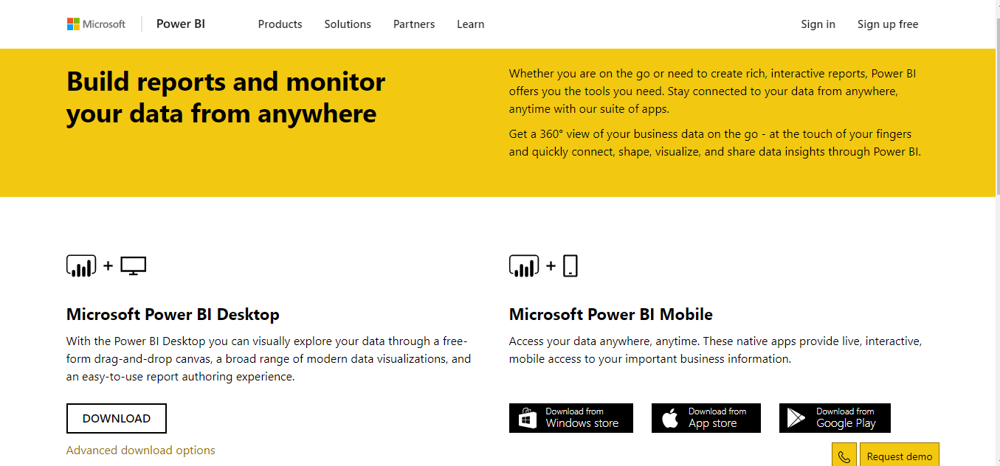 Microsoft
Power BI
Products
Solutions
Partners
Learn
Sign in
Sign up free
Build reports and monitor
your data from anywhere
Whether you are on the go or need to create rich, interactive reports, Power BI
offers you the tools you need. Stay connected to your data from anywhere,
anytime with our suite of apps.
Get a 360° view of your business data on the go - at the touch of your fingers
and quickly connect, shape, visualize, and share data insights through Power BI.
Microsoft Power BI Desktop
With the Power BI Desktop you can visually explore your data through a free-
form drag-and-drop canvas, a broad range of modern data visualizations, and
an easy-to-use report authoring experience.
DOWNLOAD
Advanced download options
Microsoft Power BI Mobile
Access your data anywhere, anytime. These native apps provide live, interactive,
mobile access to your important business information.
Download from
Windows store
Download from
App store
Download from
Google Play
Request demo